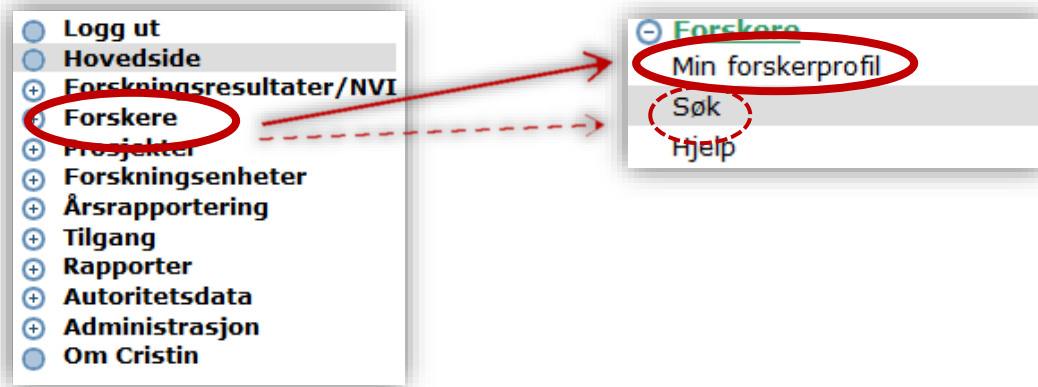 Logg ut
Hovedside
Forskningsresultater/NVI
Forskere
Prosjekter
Forskningsenheter
Årsrapportering
Tilgang
Rapporter
Autoritetsdata
Administrasjon
Om Cristin
Forskere
Min forskerprofil
Søk
Hjelp